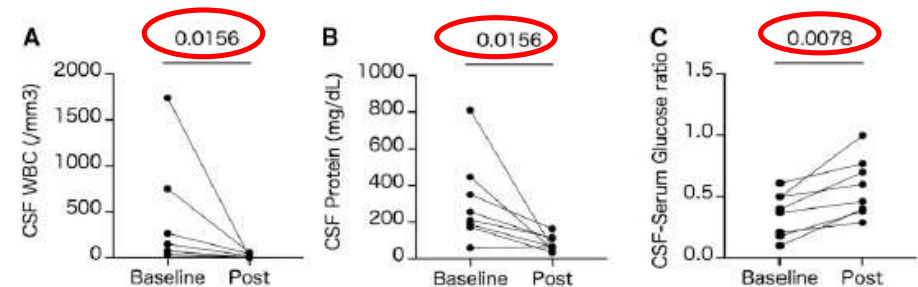 A
0.0156
CSF WBC (/mm3)
2000
1500
1000
500
0
Baseline Post
B
0.0156
CSF Protein (mg/dL)
1000
800
600
400
200
0
Baseline Post
C
0.0078
CSF-Serum Glucose ratio
1.5
1.0
0.5
0.0
Baseline Post